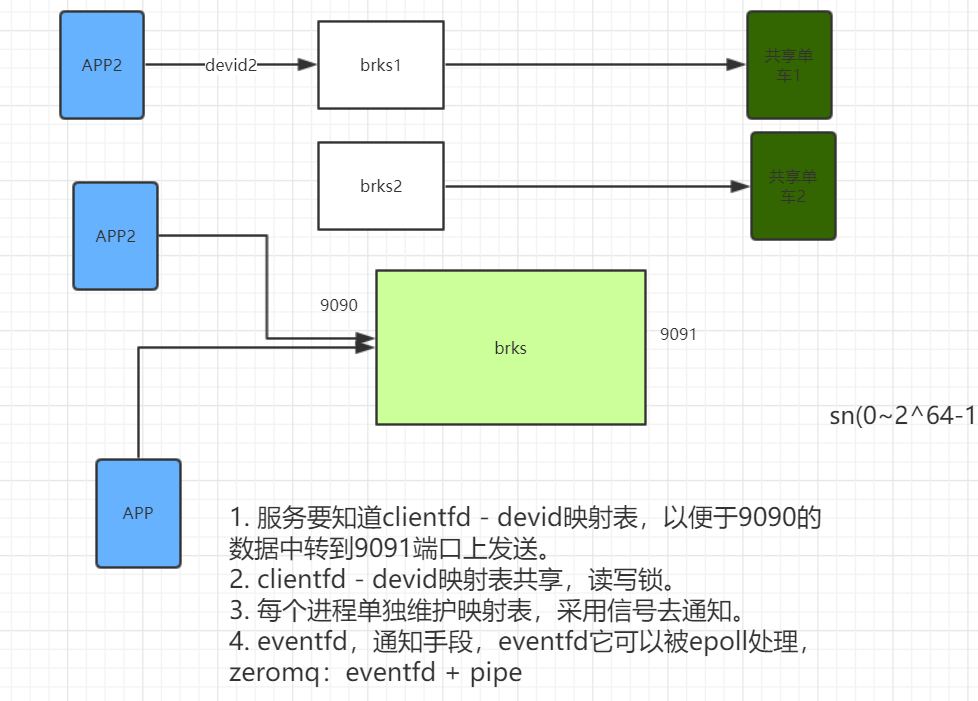 APP2
devid2
brks1
共享单
车1
brks2
共享单
车2
APP2
9090
brks
9091
sn(0~2^64-1
APP
1. 服务要知道clientfd - devid映射表，以便于9090的
数据中转到9091端口上发送。
2. clientfd - devid映射表共享，读写锁。
3. 每个进程单独维护映射表，采用信号去通知。
4. eventfd，通知手段，eventfd它可以被epoll处理，
zeromq：eventfd + pipe